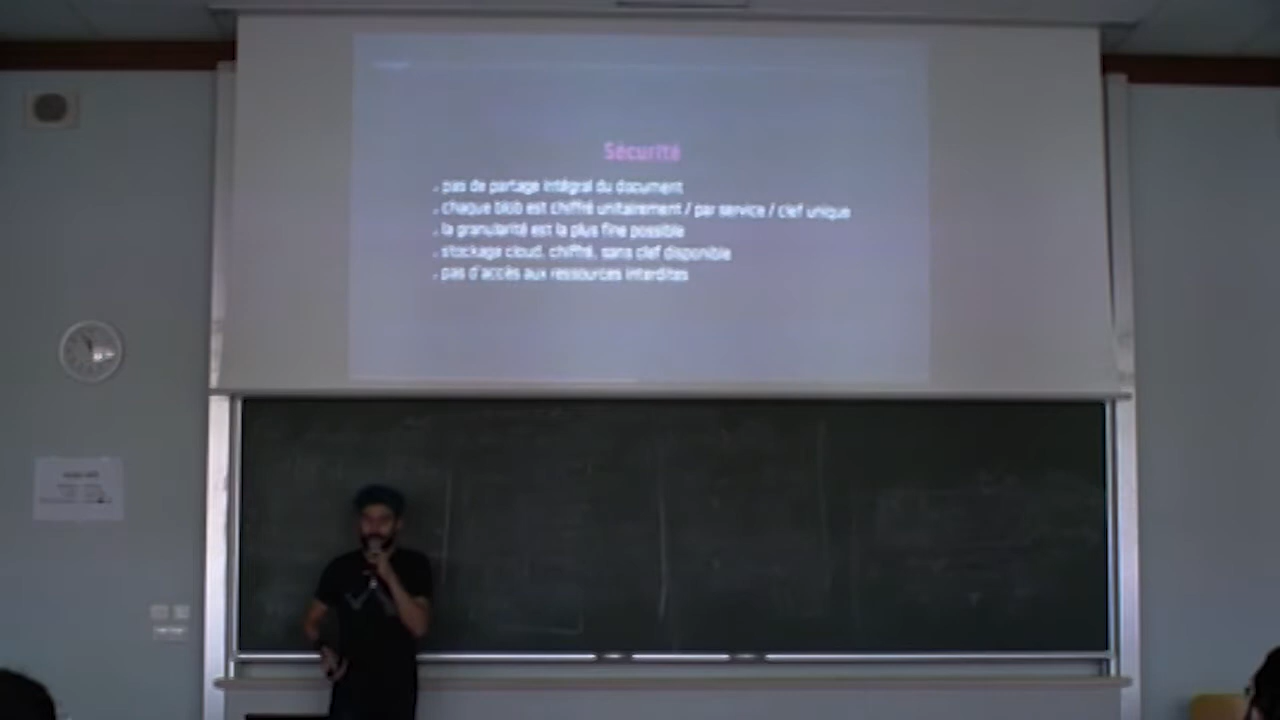 Sécurité
pas de partage intégral du document
chaque blob est chiffré unitairement / par service / clef unique
la granularité est la plus fine possible
stockage cloud, chiffré, sans clef disponible
pas d'accès aux ressources interdites